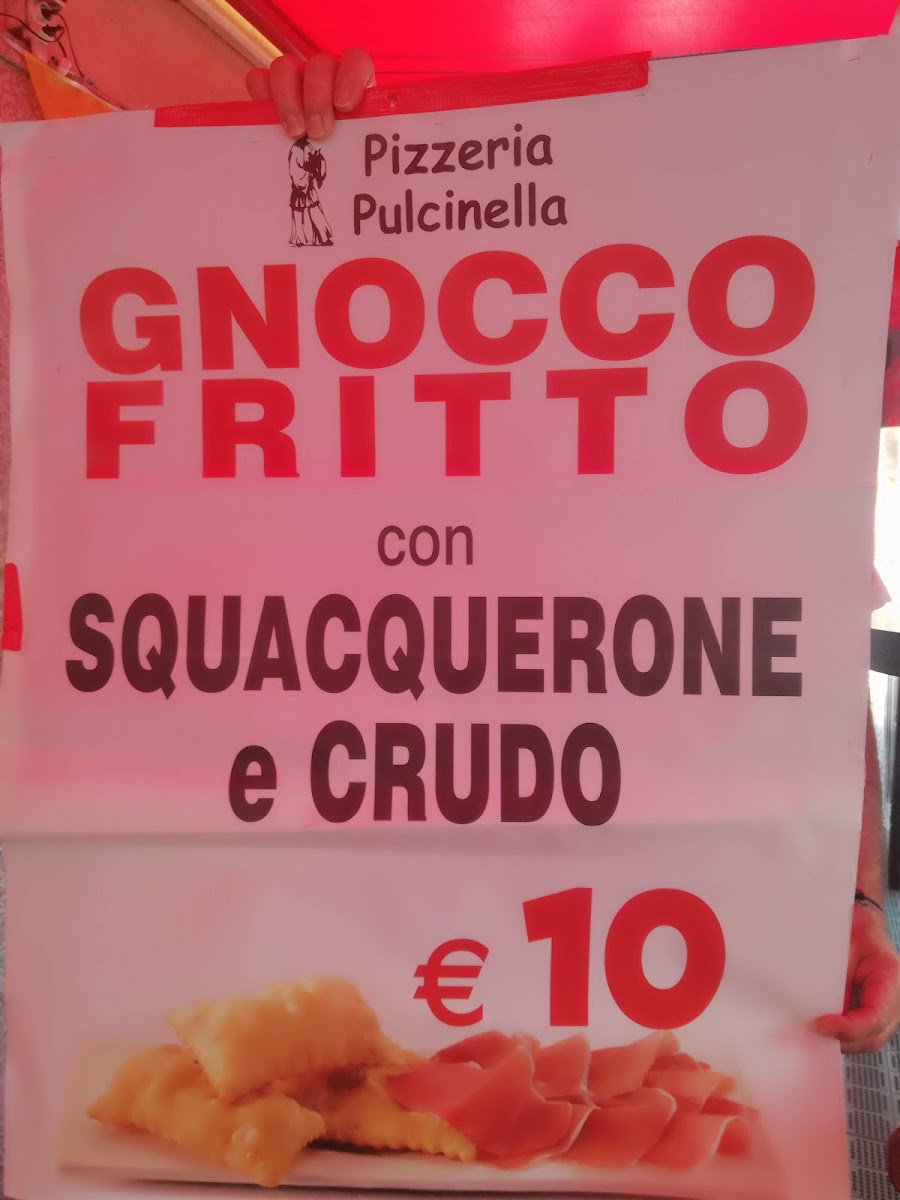 Pizzeria
Pulcinella
GNOCCO
FRITTO
con
SQUACQUERONE
e CRUDO
€ 10